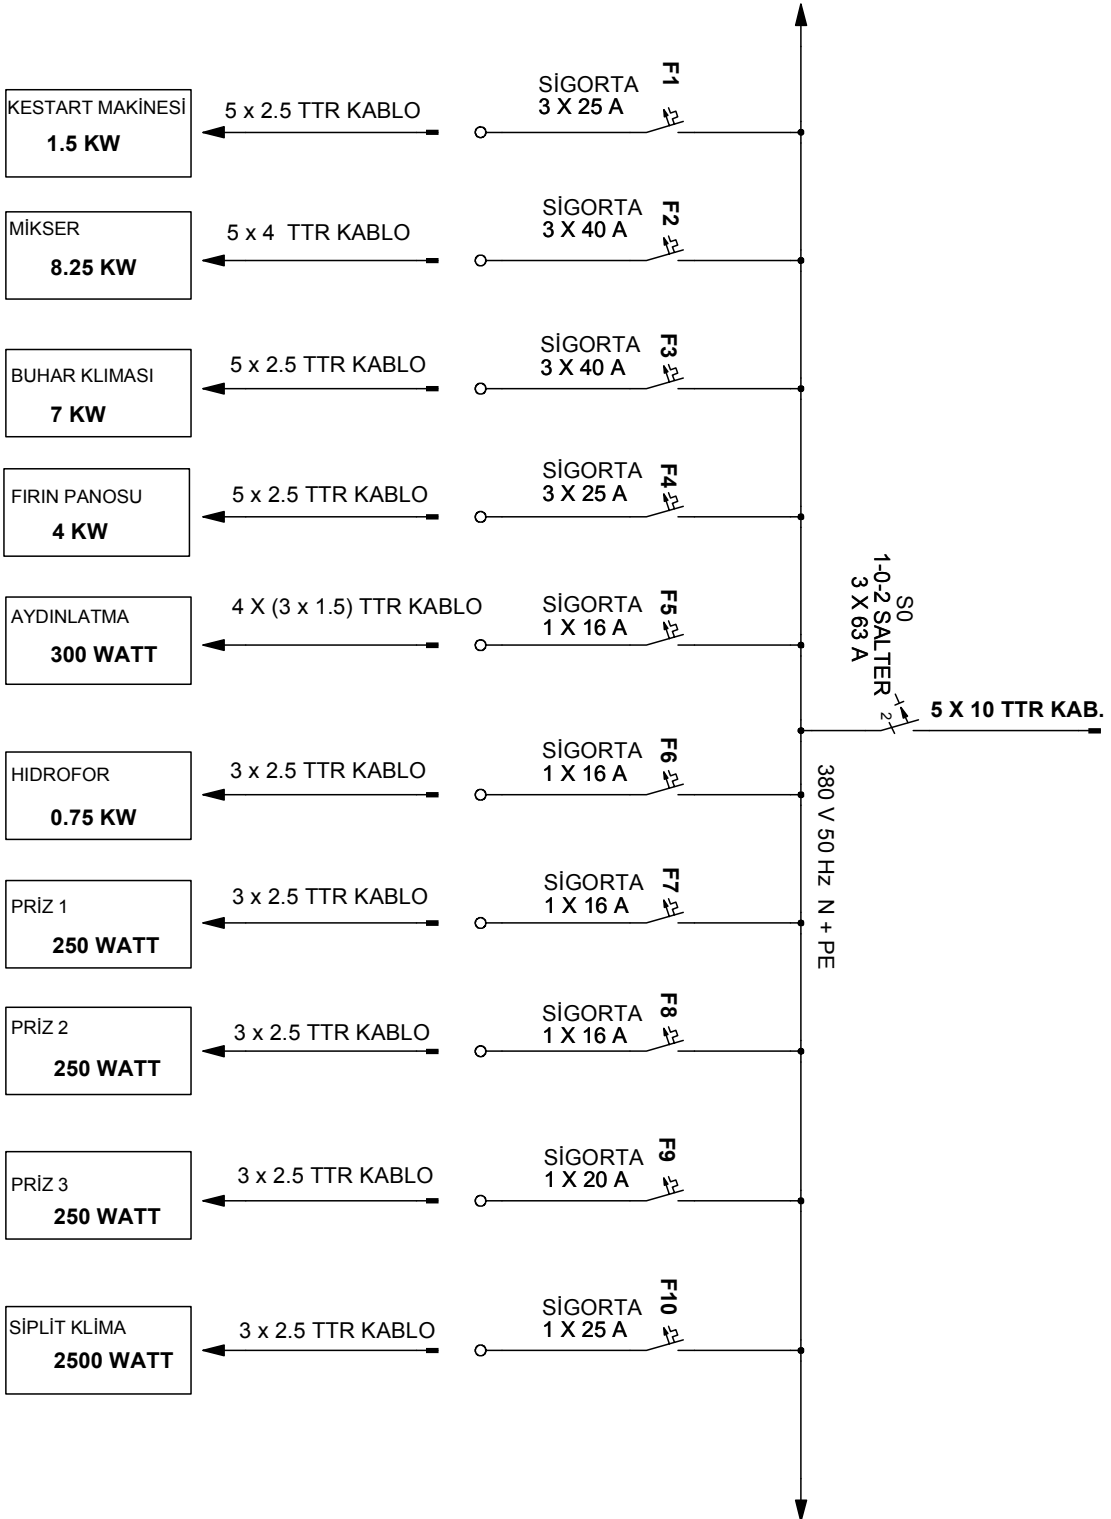 KESTART MAKİNESİ
1.5 KW
5 x 2.5 TTR KABLO
SİGORTA
3 X 25 A
F1
MİKSER
8.25 KW
5 x 4 TTR KABLO
SİGORTA
3 X 40 A
F2
BUHAR KLIMASI
7 KW
5 x 2.5 TTR KABLO
SİGORTA
3 X 40 A
F3
FIRIN PANOSU
4 KW
5 x 2.5 TTR KABLO
SİGORTA
3 X 25 A
F4
AYDINLATMA
300 WATT
4 X (3 x 1.5) TTR KABLO
SİGORTA
1 X 16 A
F5
S0
1-0-2 SALTER
3 X 63 A
1
2
5 X 10 TTR KAB.
HIDROFOR
0.75 KW
3 x 2.5 TTR KABLO
SİGORTA
1 X 16 A
F6
380 V 50 Hz N + PE
PRİZ 1
250 WATT
3 x 2.5 TTR KABLO
SİGORTA
1 X 16 A
F7
PRİZ 2
250 WATT
3 x 2.5 TTR KABLO
SİGORTA
1 X 16 A
F8
PRİZ 3
250 WATT
3 x 2.5 TTR KABLO
SİGORTA
1 X 20 A
F9
SİPLİT KLİMA
2500 WATT
3 x 2.5 TTR KABLO
SİGORTA
1 X 25 A
F10